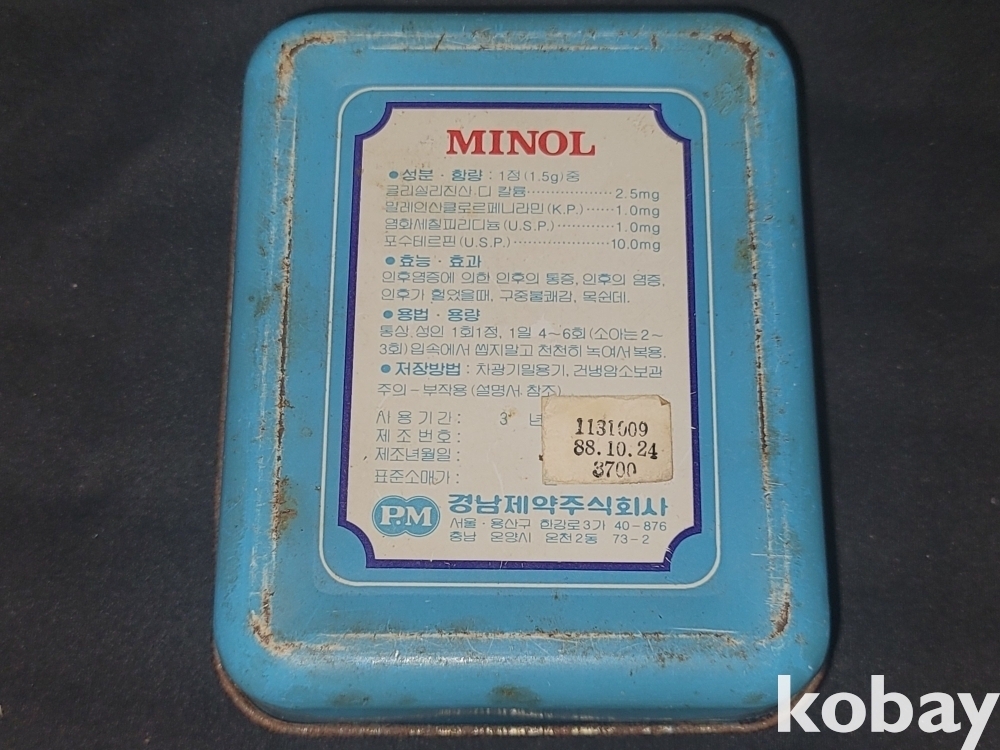 MINOL
● 성분 · 함량 : 1정(1.5g)중
글리실리진산 디 칼륨 2.5mg
말레인산클로르페니라민(K.P.) 1.0mg
염화세칠피리디늄(U.S.P.) 1.0mg
포수테르핀(U.S.P.) 10.0mg
● 효능 · 효과
인후염증에 의한 인후의 통증, 인후의 염증,
인후가 헐었을때, 구중불쾌감, 목쉰데.
● 용법 · 용량
통상 성인 1회1정, 1일 4~6회(소아는2~
3회)입속에서 씹지말고 천천히 녹여서복용.
● 저장방법 : 차광기밀용기, 건냉암소보관
주의-부작용(설명서 참조)
사용기간: 3 년
제조번호: 1131009
제조년월일: 88.10.24
표준소매가: 3700
P.M 경남제약주식회사
서울 · 용산구 한강로3가 40-876
충남 온양시 온천2동 73-2
kobay